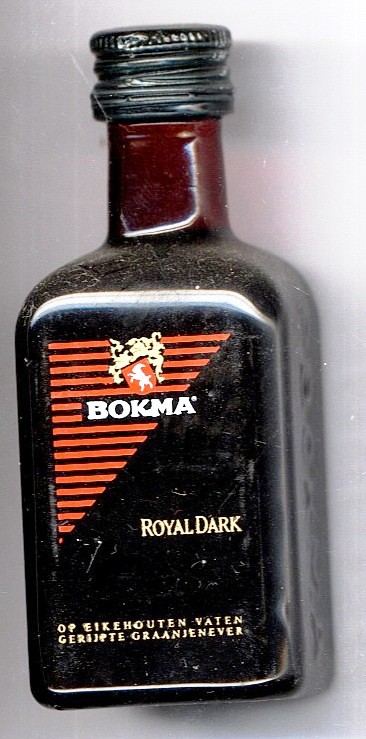 BOKMA®
ROYAL DARK
OP EIKEHOUTEN VATEN
GERIJPTE GRAANJENEVER